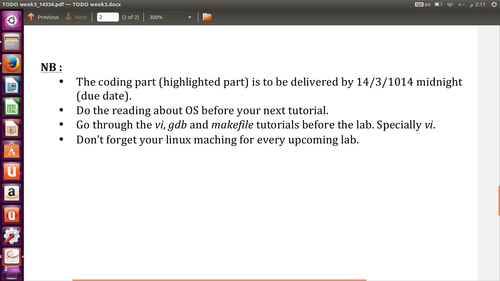 TODO week3_14334.pdf — TODO week3.docx
en
2:11
Previous
Next
2
(2 of 2)
300%
NB :
• The coding part (highlighted part) is to be delivered by 14/3/1014 midnight
(due date).
• Do the reading about OS before your next tutorial.
• Go through the vi, gdb and makefile tutorials before the lab. Specially vi.
• Don't forget your linux maching for every upcoming lab.